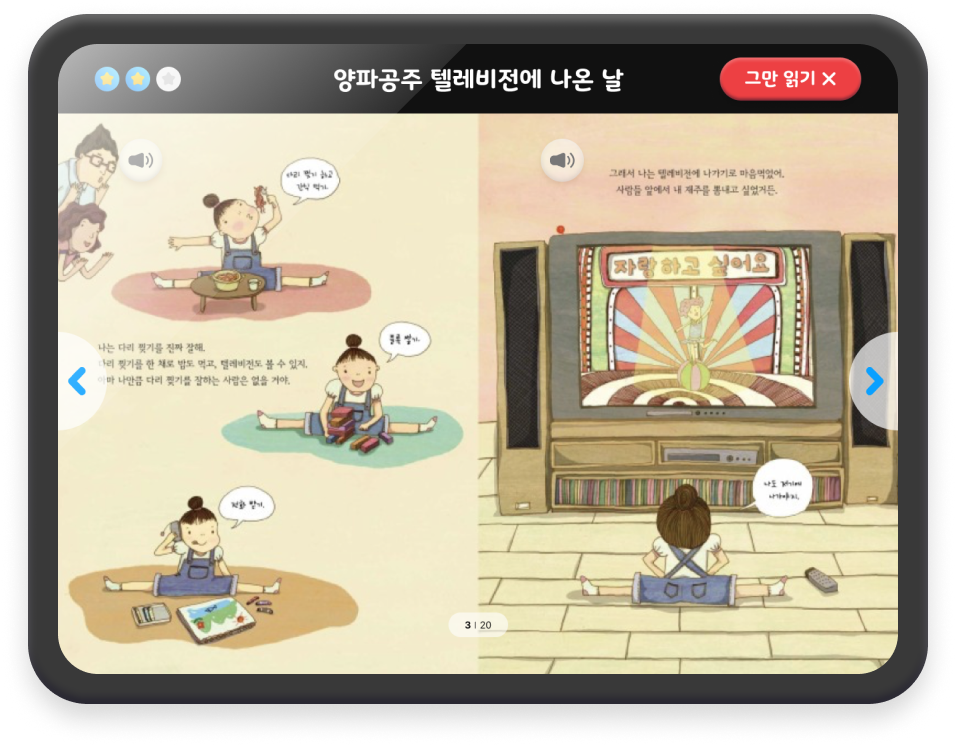 양파공주 텔레비전에 나온 날
그만 읽기
다리 찢기 하고
간식 먹기.
나는 다리 찢기를 진짜 잘해.
다리 찢기를 한 채로 밥도 먹고, 텔레비전도 볼 수 있지.
아마 나만큼 다리 찢기를 잘하는 사람은 없을 거야.
블록 쌓기.
전화 받기.
그래서 나는 텔레비전에 나가기로 마음먹었어.
사람들 앞에서 내 재주를 뽐내고 싶었거든.
자랑하고 싶어요
나도 저기에
나가야지.
3 | 20